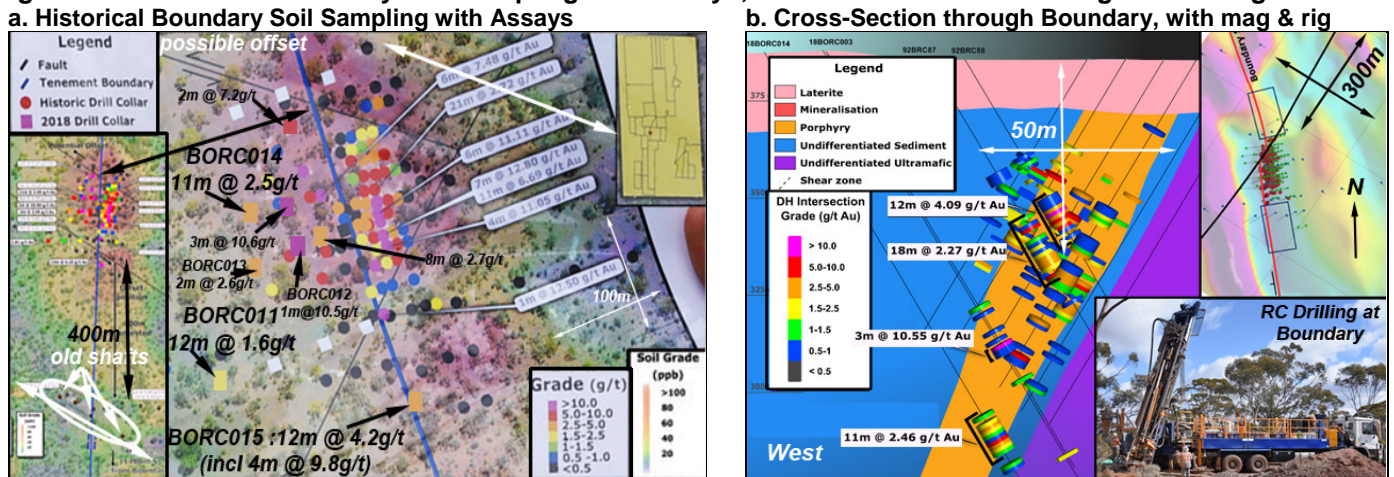 a. Historical Boundary Soil Sampling with Assays
Legend
Fault
Tenement Boundary
Historic Drill Collar
2018 Drill Collar
possible offset
2m @ 7.2g/t
BORC014
11m @ 2.5g/t
3m @ 10.6g/t
BORC013
2m @ 2.6g/t
BORC012
1m@10.5g/t
8m @ 2.7g/t
BORC011
12m @ 1.6g/t
BORC015 :12m @ 4.2g/t
(incl 4m @ 9.8g/t)
6m @ 7.48 g/t Au
6m @ 11.11 g/t Au
7m @ 12.80 g/t Au
11m @ 6.69 g/t Au
4m @ 11.05 g/t Au
1m @ 12.50 g/t Au
100m
400m
old shafts
Grade (g/t)
>10.0
5.0-10.0
2.5-5.0
1.5-2.5
1-1.5
0.5 -1.0
<0.5
Soil Grade
(ppb)
>100
80
60
40
20
b. Cross-Section through Boundary, with mag & rig
18BORC014
18BORC003
92BRC87
92BRC88
Legend
Laterite
Mineralisation
Porphyry
Undifferentiated Sediment
Undifferentiated Ultramafic
Shear zone
DH Intersection
Grade (g/t Au)
> 10.0
5.0-10.0
2.5-5.0
1.5-2.5
1-1.5
0.5-1
< 0.5
375
350
325
300
50m
12m @ 4.09 g/t Au
18m @ 2.27 g/t Au
3m @ 10.55 g/t Au
11m @ 2.46 g/t Au
West
Boundary
300m
N
RC Drilling at
Boundary